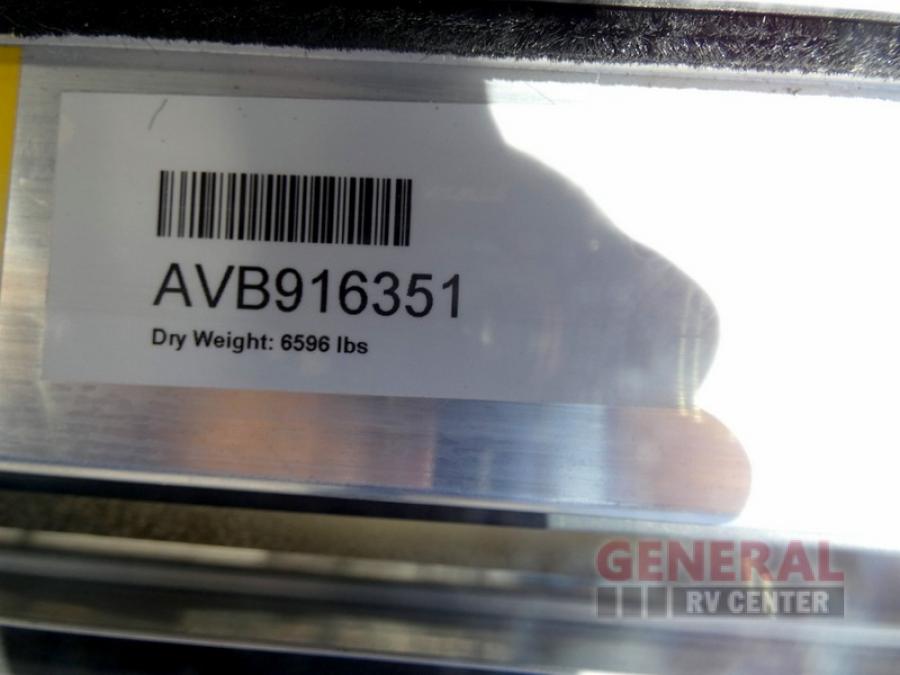 AVB916351
Dry Weight: 6596 lbs
GENERAL
RV CENTER